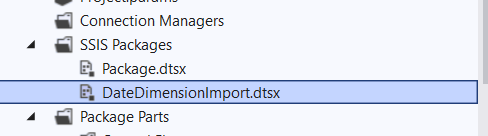 Connection Managers
SSIS Packages
Package.dtsx
DateDimensionImport.dtsx
Package Parts